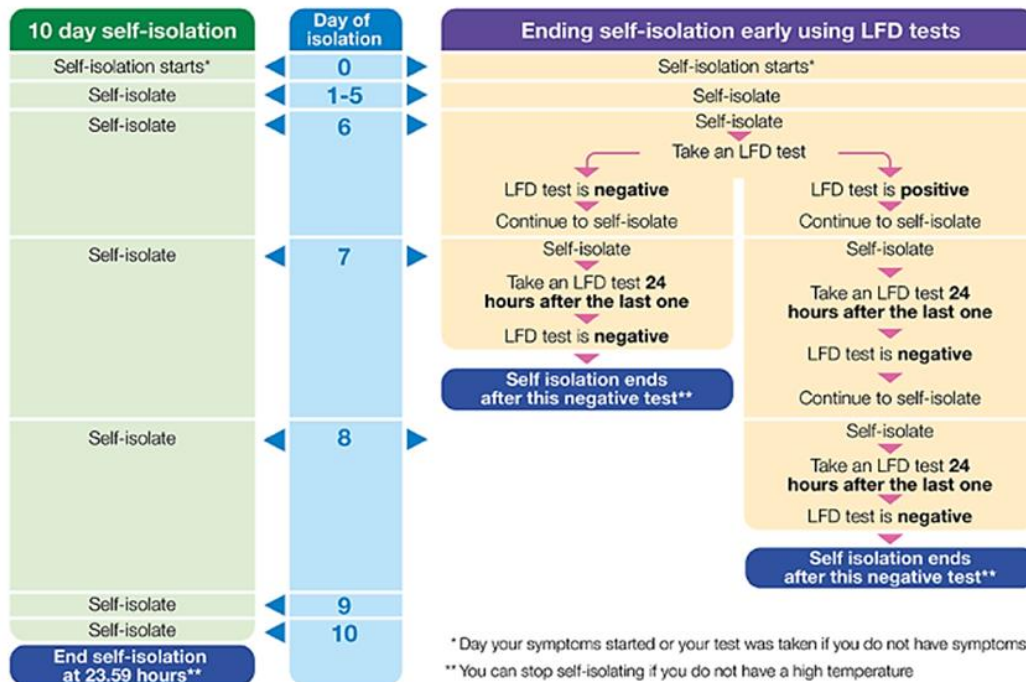 10 day self-isolation
Day of
isolation
Ending self-isolation early using LFD tests
Self-isolation starts*
0
Self-isolation starts*
Self-isolate
1-5
Self-isolate
Self-isolate
6
Self-isolate
Take an LFD test
LFD test is negative
Continue to self-isolate
LFD test is positive
Continue to self-isolate
Self-isolate
7
Self-isolate
Take an LFD test 24
hours after the last one
LFD test is negative
Self isolation ends
after this negative test**
Self-isolate
Take an LFD test 24
hours after the last one
LFD test is negative
Continue to self-isolate
Self-isolate
8
Self-isolate
Take an LFD test 24
hours after the last one
LFD test is negative
Self isolation ends
after this negative test**
Self-isolate
9
Self-isolate
10
End self-isolation
at 23.59 hours**
* Day your symptoms started or your test was taken if you do not have symptoms
** You can stop self-isolating if you do not have a high temperature